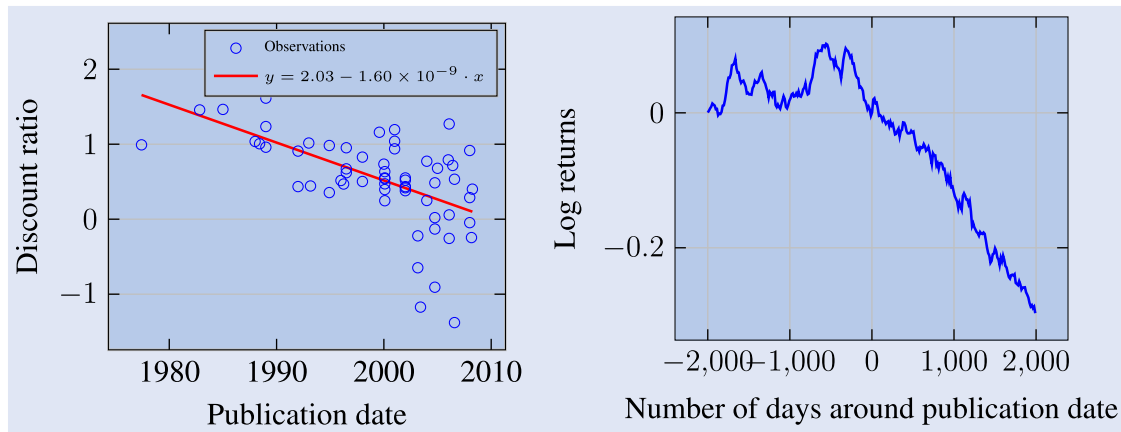 Observations
y = 2.03 − 1.60 × 10⁻⁹ · x
2
1
0
−1
Discount ratio
1980 1990 2000 2010
Publication date
0
−0.2
Log returns
−2,000 −1,000 0 1,000 2,000
Number of days around publication date